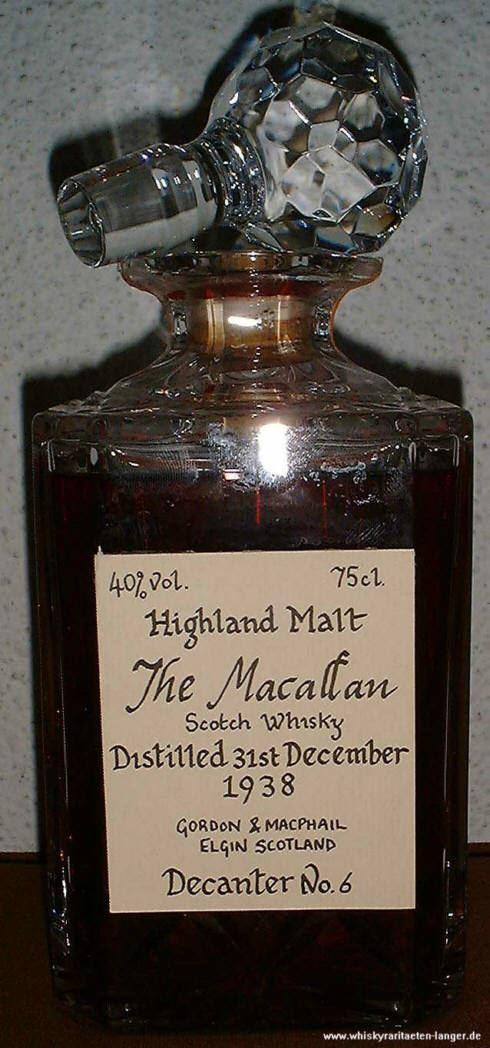 40% Vol. 75cl.
Highland Malt
The Macallan
Scotch Whisky
Distilled 31st December
1938
GORDON & MACPHAIL
ELGIN SCOTLAND
Decanter No. 6
www.whiskyraritaeten-langer.de